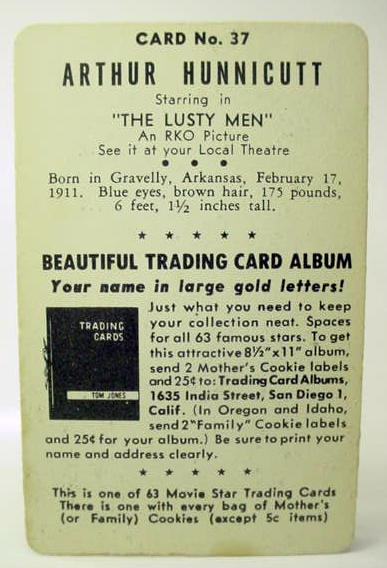 CARD No. 37
ARTHUR HUNNICUTT
Starring in
"THE LUSTY MEN"
An RKO Picture
See it at your Local Theatre
• • •
Born in Gravelly, Arkansas, February 17,
1911. Blue eyes, brown hair, 175 pounds,
6 feet, 1½ inches tall.
★ ★ ★ ★ ★
BEAUTIFUL TRADING CARD ALBUM
Your name in large gold letters!
TRADING
CARDS
TOM JONES
Just what you need to keep
your collection neat. Spaces
for all 63 famous stars. To get
this attractive 8½"x11" album,
send 2 Mother's Cookie labels
and 25¢ to: Trading Card Albums,
1635 India Street, San Diego 1,
Calif. (In Oregon and Idaho,
send 2 "Family" Cookie labels
and 25¢ for your album.) Be sure to print your
name and address clearly.
★ ★ ★ ★ ★
This is one of 63 Movie Star Trading Cards
There is one with every bag of Mother's
(or Family) Cookies (except 5c items)